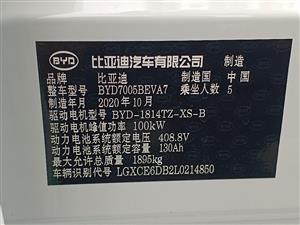 BYD 比亚迪汽车有限公司 制造
品牌 比亚迪 制造国 中国
整车型号 BYD7005BEVA7 乘坐人数 5
制造年月 2020年10月
驱动电机型号 BYD-1814TZ-XS-B
驱动电机峰值功率 100kW
动力电池系统额定电压 408.8V
动力电池系统额定容量 130Ah
最大允许总质量 1895kg
车辆识别代号 LGXCE6DB2L0214850